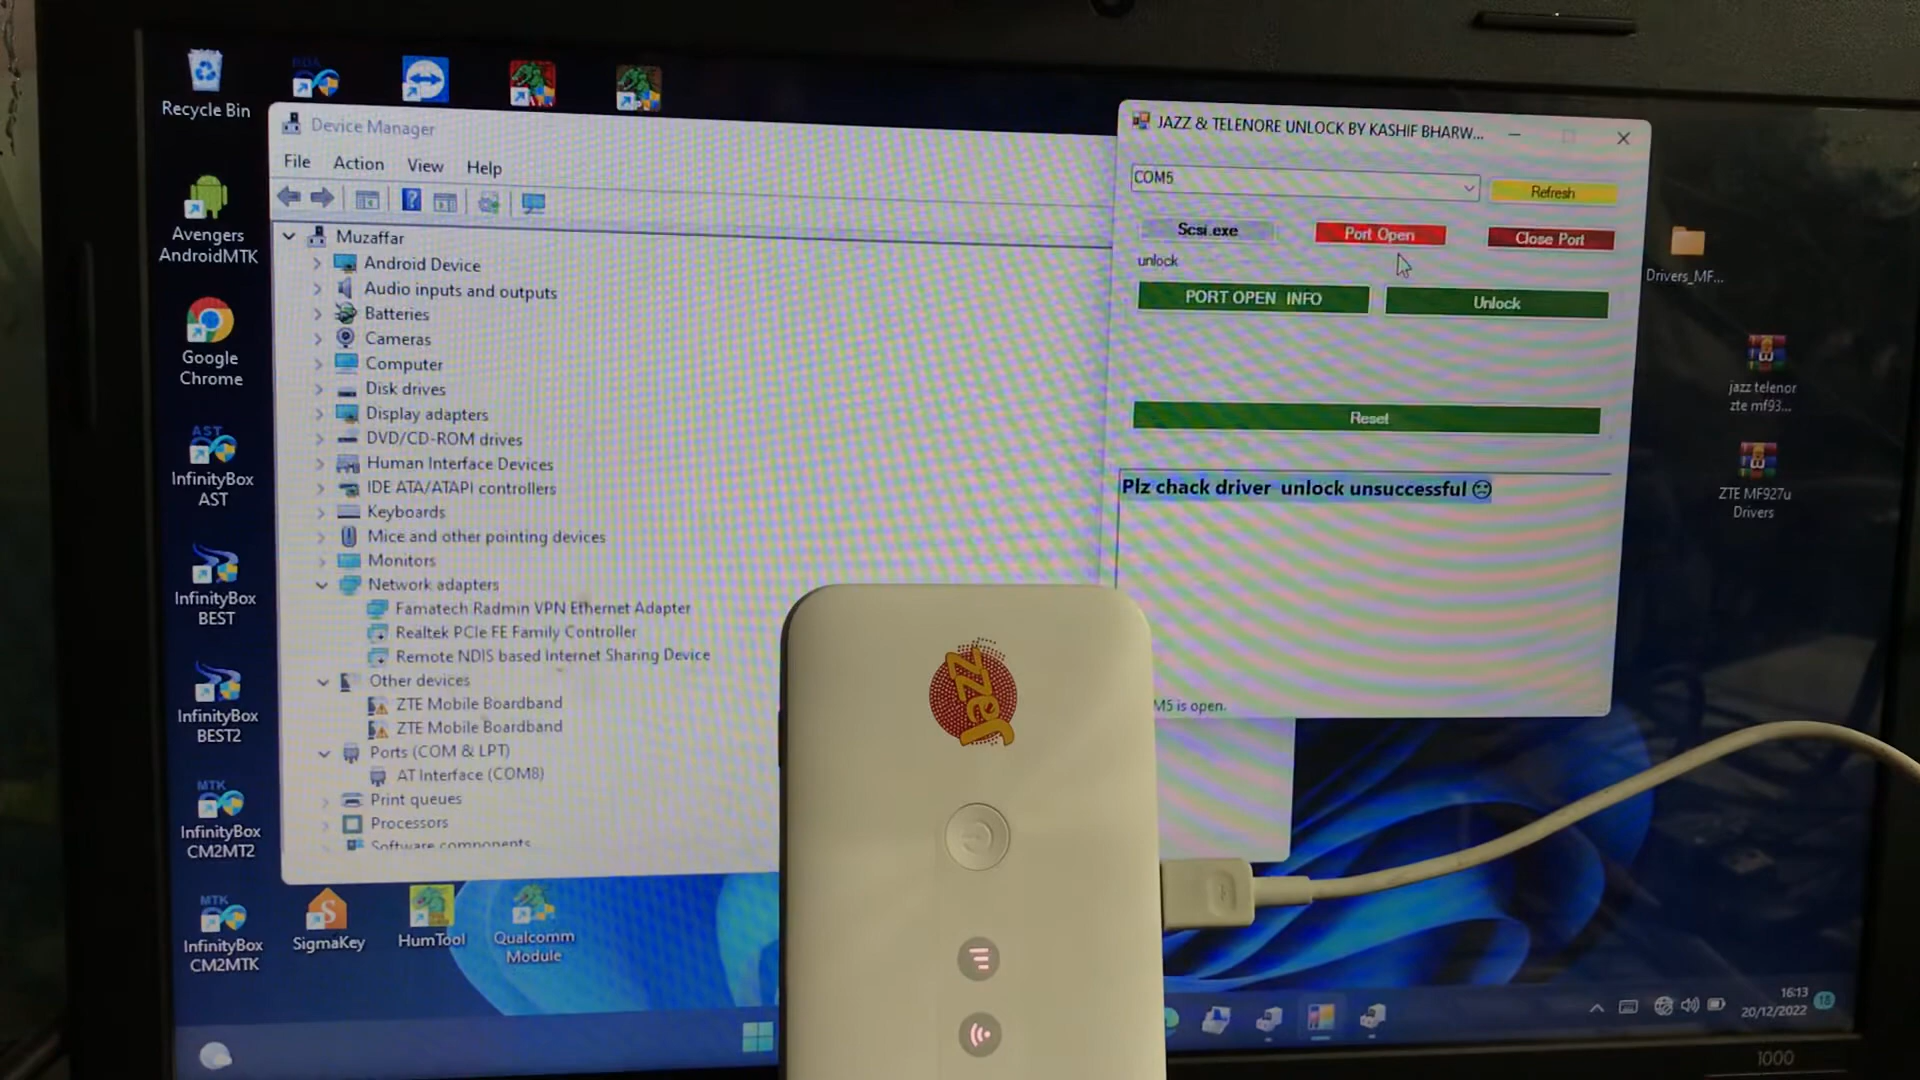 Recycle Bin
Avengers
AndroidMTK
Google
Chrome
AST
InfinityBox
AST
InfinityBox
BEST
InfinityBox
BEST2
MTK
InfinityBox
CM2MT2
MTK
InfinityBox
CM2MTK
SigmaKey
HumTool
Qualcomm
Module
Device Manager
File Action View Help
Muzaffar
Android Device
Audio inputs and outputs
Batteries
Cameras
Computer
Disk drives
Display adapters
DVD/CD-ROM drives
Human Interface Devices
IDE ATA/ATAPI controllers
Keyboards
Mice and other pointing devices
Monitors
Network adapters
Famatech Radmin VPN Ethernet Adapter
Realtek PCIe FE Family Controller
Remote NDIS based Internet Sharing Device
Other devices
ZTE Mobile Boardband
ZTE Mobile Boardband
Ports (COM & LPT)
AT Interface (COM8)
Print queues
Processors
Software components
JAZZ & TELENORE UNLOCK BY KASHIF BHARW...
COM5
Refresh
Scsi.exe
Port Open
Close Port
unlock
PORT OPEN INFO
Unlock
Reset
Plz chack driver unlock unsuccessful
M5 is open.
Drivers_MF...
jazz telenor
zte mf93...
ZTE MF927u
Drivers
Jazz
16:13
20/12/2022
18
1000